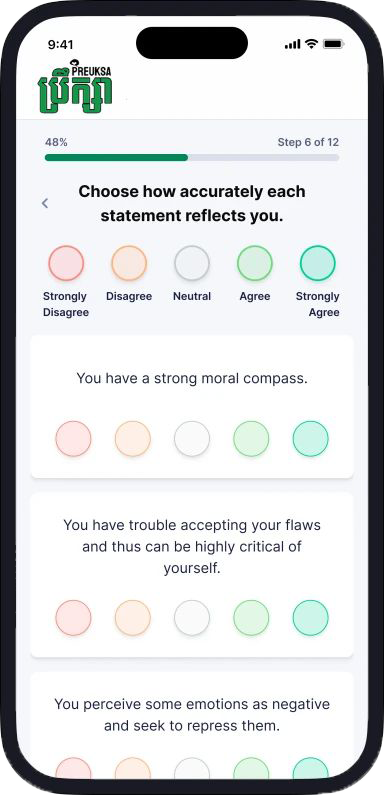 9:41
PREUKSA
ប្រឹក្សា
48%
Step 6 of 12
Choose how accurately each
statement reflects you.
Strongly
Disagree
Disagree
Neutral
Agree
Strongly
Agree
You have a strong moral compass.
You have trouble accepting your flaws
and thus can be highly critical of
yourself.
You perceive some emotions as negative
and seek to repress them.